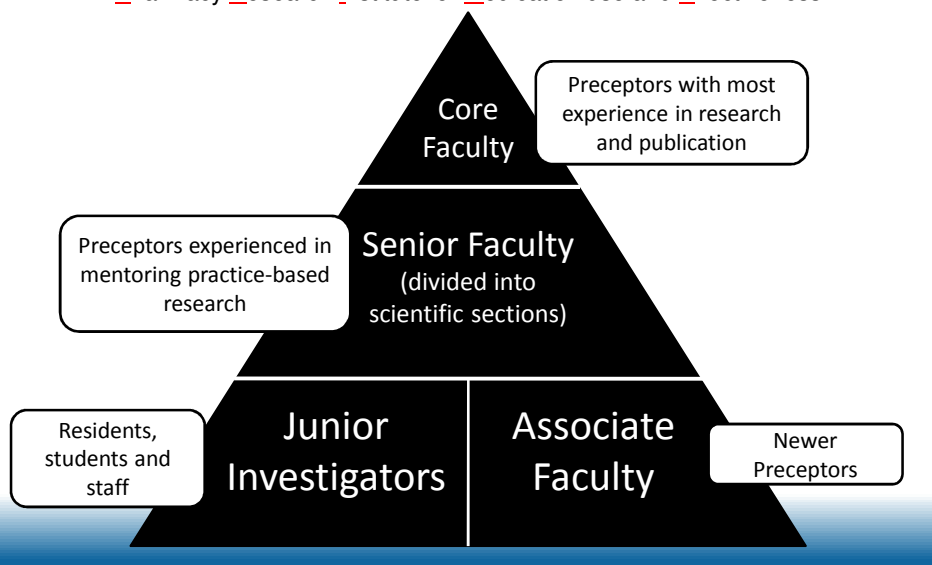 Core
Faculty
Preceptors with most
experience in research
and publication
Preceptors experienced in
mentoring practice-based
research
Senior Faculty
(divided into
scientific sections)
Residents,
students and
staff
Junior
Investigators
Associate
Faculty
Newer
Preceptors